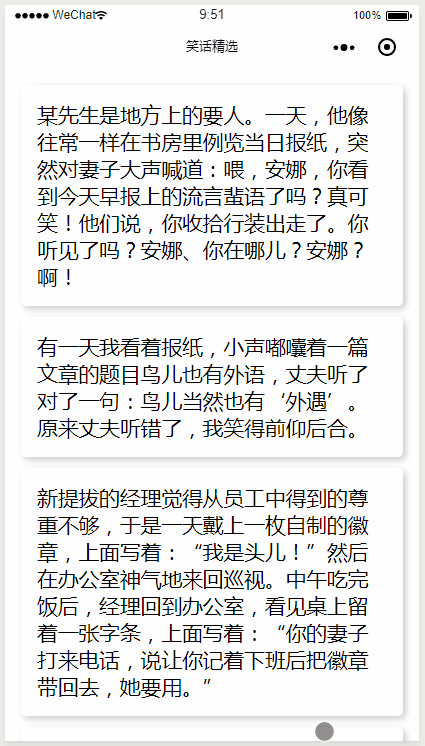 WeChat
9:51
100%
笑话精选
某先生是地方上的要人。一天，他像
往常一样在书房里例览当日报纸，突
然对妻子大声喊道：喂，安娜，你看
到今天早报上的流言蜚语了吗？真可
笑！他们说，你收拾行装出走了。你
听见了吗？安娜、你在哪儿？安娜？
啊！
有一天我看着报纸，小声嘟囔着一篇
文章的题目鸟儿也有外语，丈夫听了
对了一句：鸟儿当然也有‘外遇’。
原来丈夫听错了，我笑得前仰后合。
新提拔的经理觉得从员工中得到的尊
重不够，于是一天戴上一枚自制的徽
章，上面写着：“我是头儿！”然后
在办公室神气地来回巡视。中午吃完
饭后，经理回到办公室，看见桌上留
着一张字条，上面写着：“你的妻子
打来电话，说让你记着下班后把徽章
带回去，她要用。”